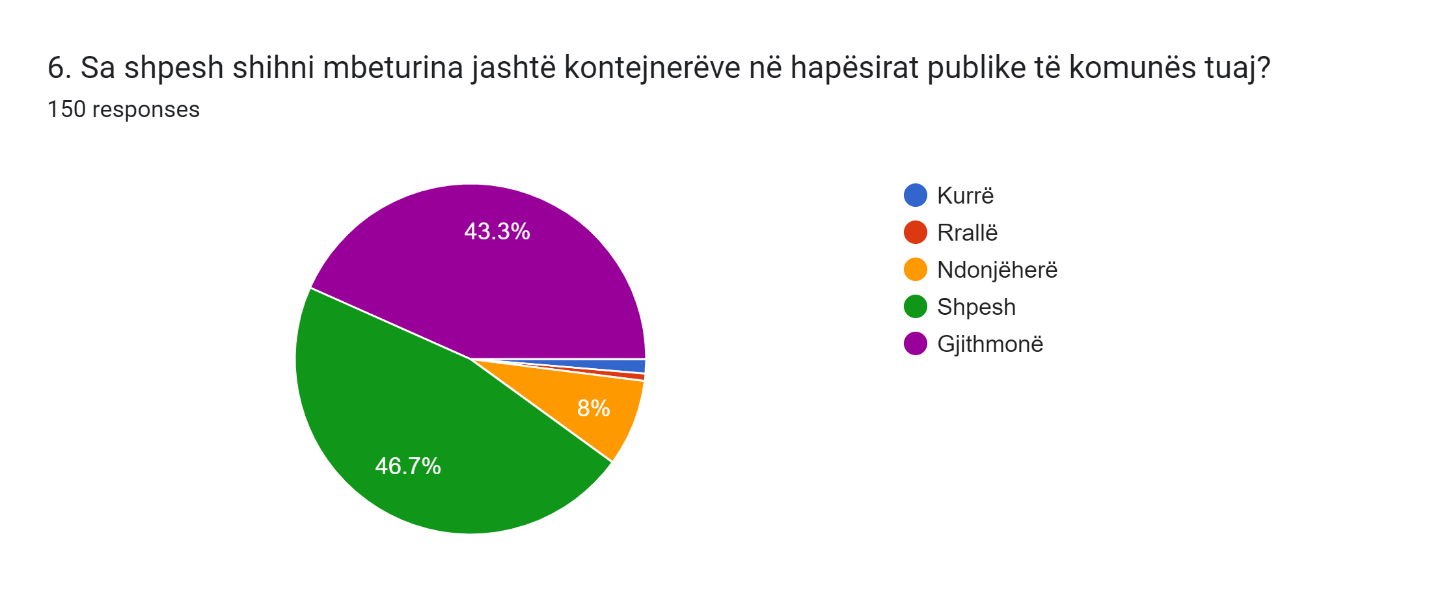 6. Sa shpesh shihni mbeturina jashtë kontejnerëve në hapësirat publike të komunës tuaj?
150 responses
43.3%
8%
46.7%
Kurrë
Rrallë
Ndonjëherë
Shpesh
Gjithmonë